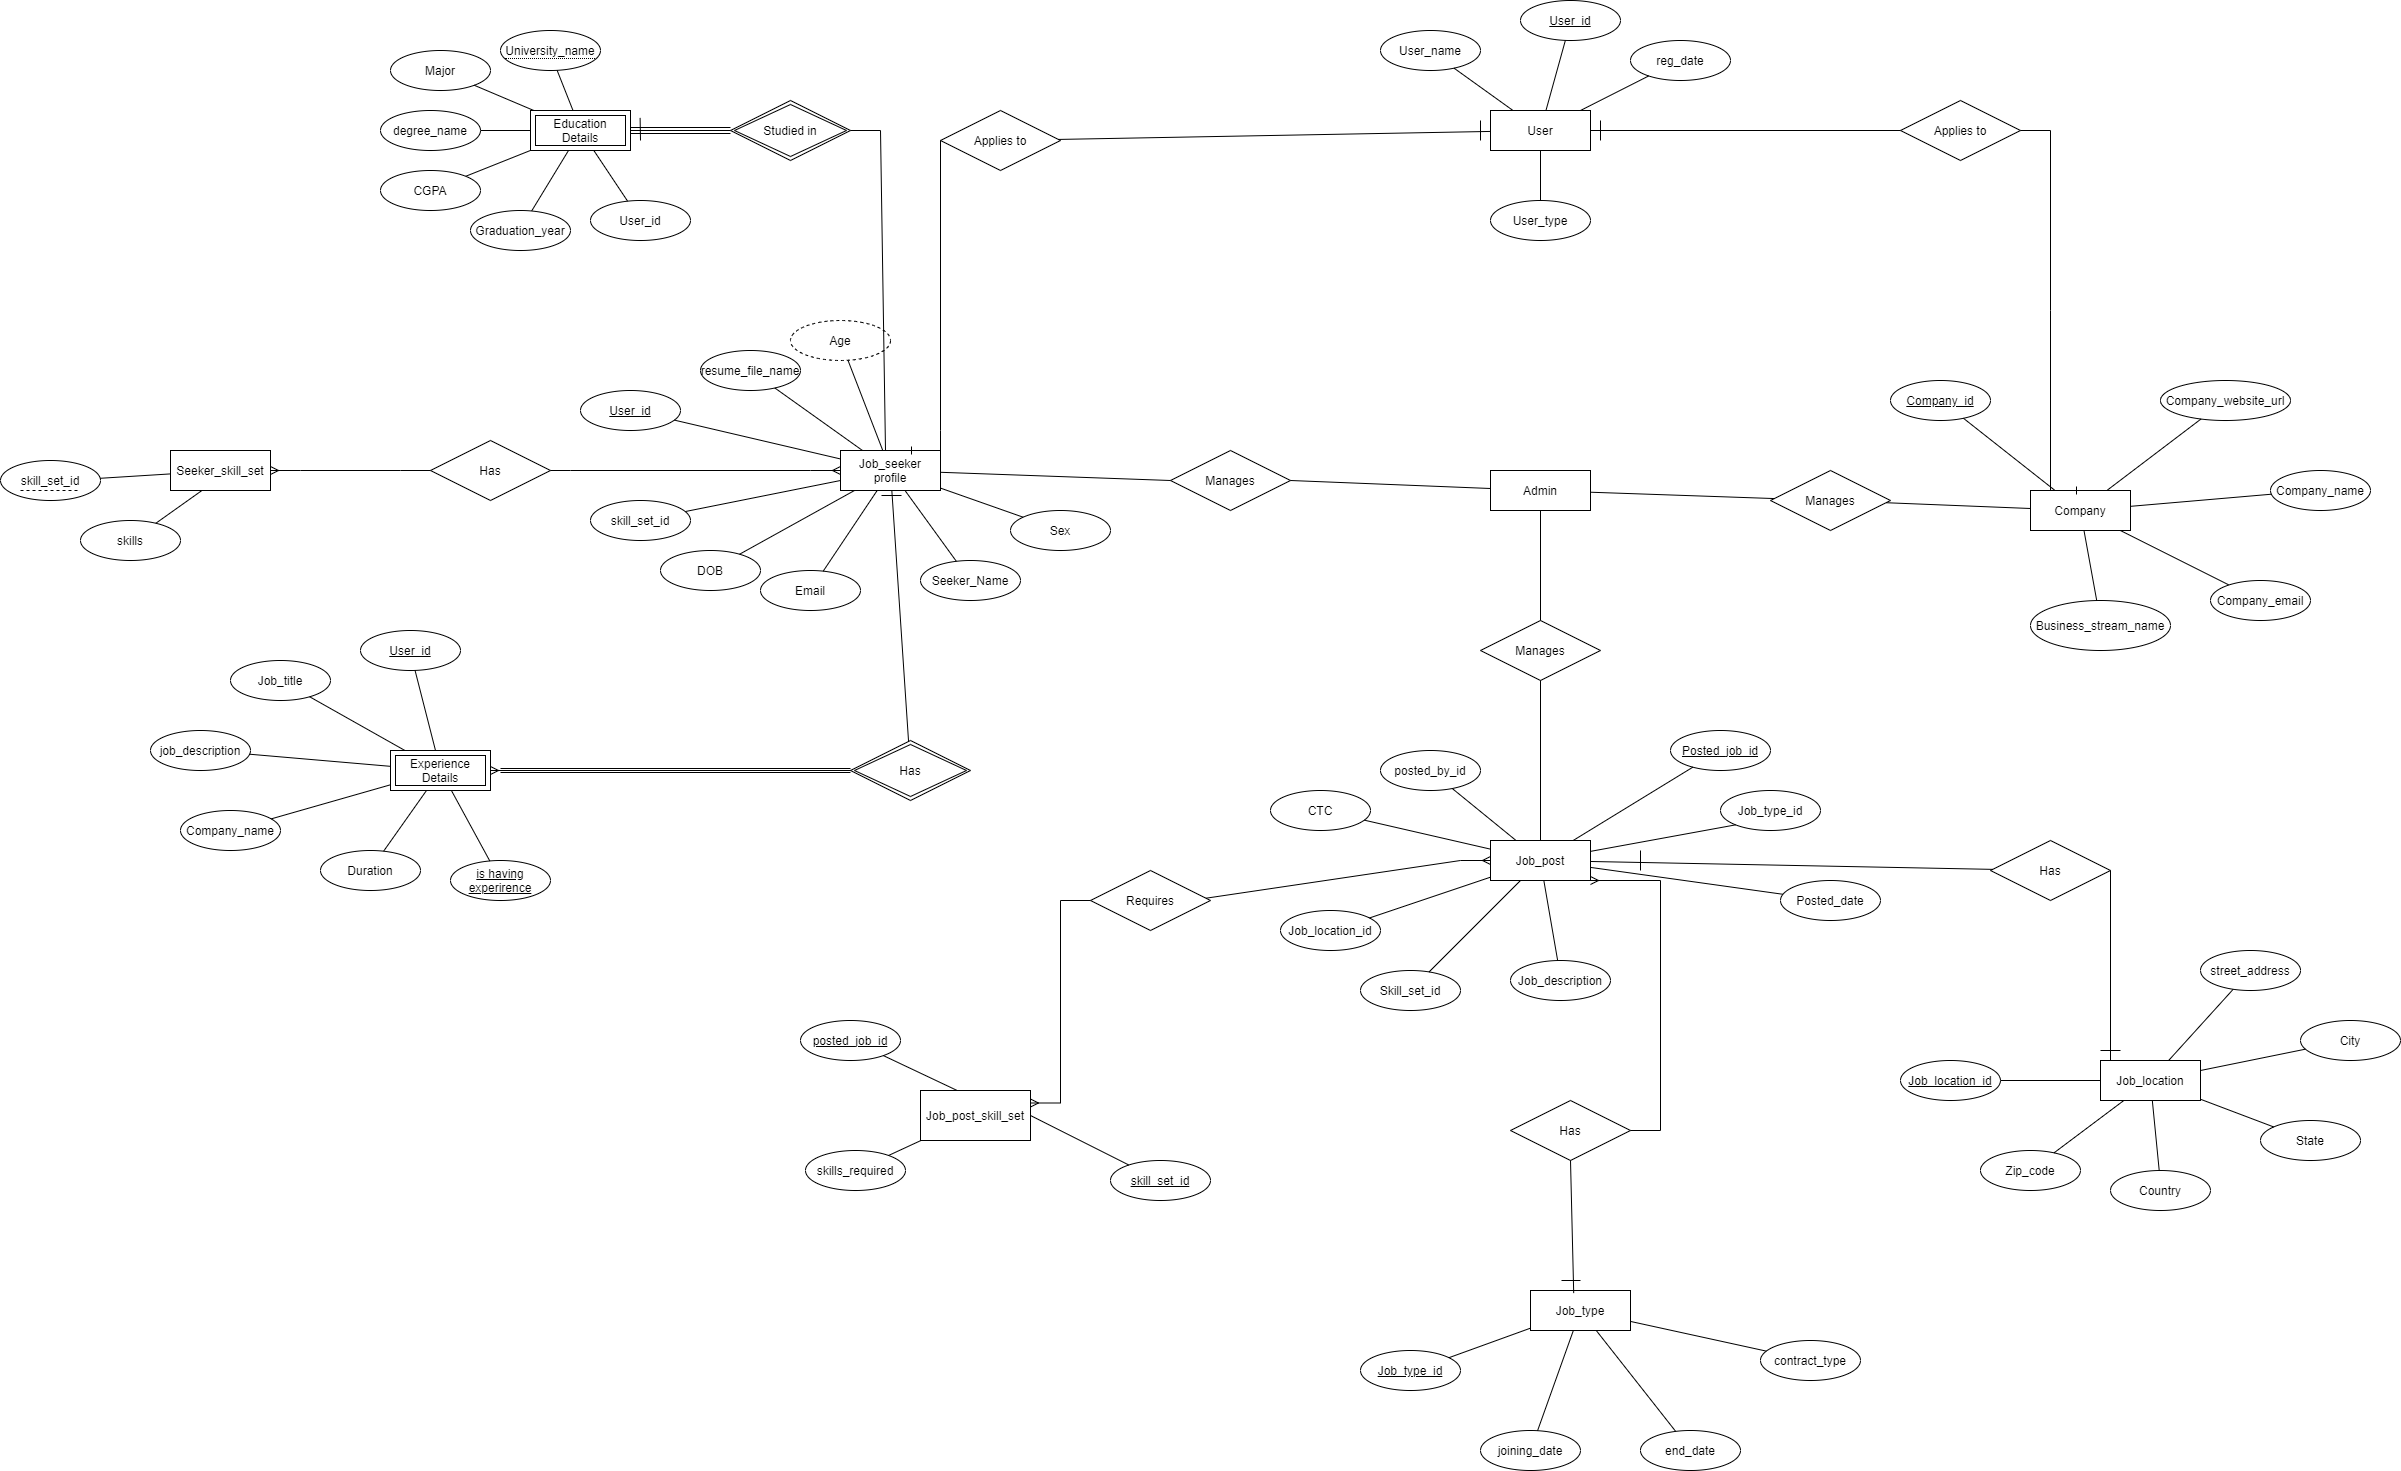 User_id
University_name
User_name
reg_date
Major
Education
Details
degree_name
Studied in
Applies to
User
Applies to
CGPA
Graduation_year
User_id
User_type
Age
resume_file_name
User_id
Company_id
Company_website_url
Seeker_skill_set
Has
Job_seeker
profile
Manages
Admin
Manages
Company
Company_name
skill_set_id
skills
skill_set_id
DOB
Email
Seeker_Name
Sex
Business_stream_name
Company_email
User_id
Job_title
Manages
job_description
Experience
Details
Has
posted_by_id
Posted_job_id
Company_name
Duration
is having
experirence
CTC
Job_type_id
Job_post
Has
Requires
Posted_date
Job_location_id
Skill_set_id
Job_description
street_address
posted_job_id
City
Job_location_id
Job_location
Job_post_skill_set
Has
State
skills_required
skill_set_id
Zip_code
Country
Job_type
Job_type_id
contract_type
joining_date
end_date